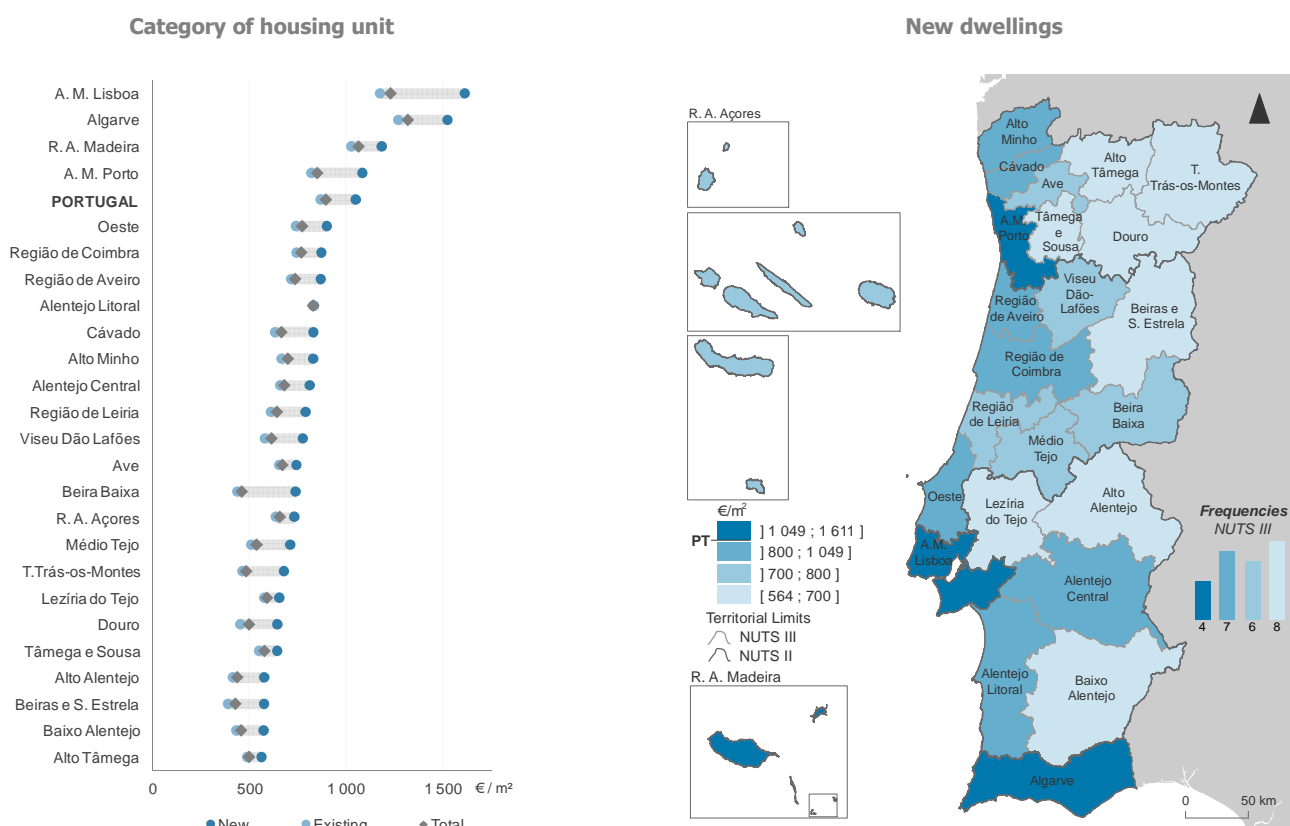 Category of housing unit
A. M. Lisboa
Algarve
R. A. Madeira
A. M. Porto
PORTUGAL
Oeste
Região de Coimbra
Região de Aveiro
Alentejo Litoral
Cávado
Alto Minho
Alentejo Central
Região de Leiria
Viseu Dão Lafões
Ave
Beira Baixa
R. A. Açores
Médio Tejo
T.Trás-os-Montes
Lezíria do Tejo
Douro
Tâmega e Sousa
Alto Alentejo
Beiras e S. Estrela
Baixo Alentejo
Alto Tâmega
0 500 1 000 1 500 € / m²
New Existing Total
New dwellings
R. A. Açores
€/m²
PT
] 1 049 ; 1 611 ]
] 800 ; 1 049 ]
] 700 ; 800 ]
[ 564 ; 700 ]
Territorial Limits
NUTS III
NUTS II
R. A. Madeira
Alto
Minho
Cávado
Ave
Alto
Tâmega
T.
Trás-os-Montes
A.M.
Porto
Tâmega
e
Sousa
Douro
Região
de Aveiro
Viseu
Dão-
Lafões
Beiras e
S. Estrela
Região de
Coimbra
Região
de Leiria
Médio
Tejo
Beira
Baixa
Oeste
Lezíria
do Tejo
Alto
Alentejo
A.M.
Lisboa
Alentejo
Central
Alentejo
Litoral
Baixo
Alentejo
Algarve
Frequencies
NUTS III
4 7 6 8
0 50 km